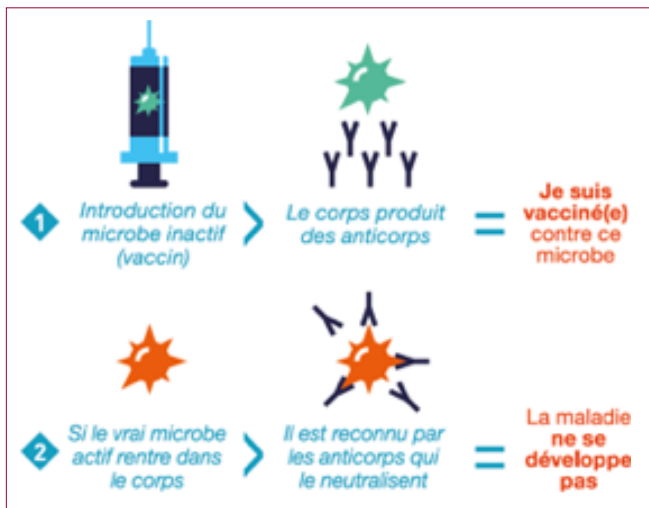 1
Introduction du
microbe inactif
(vaccin)
>
Le corps produit
des anticorps
=
Je suis
vacciné(e)
contre ce
microbe
2
Si le vrai microbe
actif rentre dans
le corps
>
Il est reconnu par
les anticorps qui
le neutralisent
=
La maladie
ne se
développe
pas